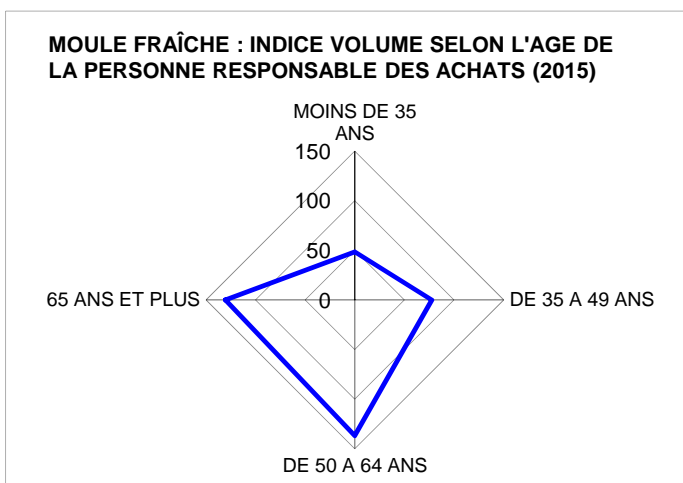 MOULE FRAÎCHE : INDICE VOLUME SELON L'AGE DE
LA PERSONNE RESPONSABLE DES ACHATS (2015)
MOINS DE 35
ANS
150
100
50
0
65 ANS ET PLUS
DE 35 A 49 ANS
DE 50 A 64 ANS